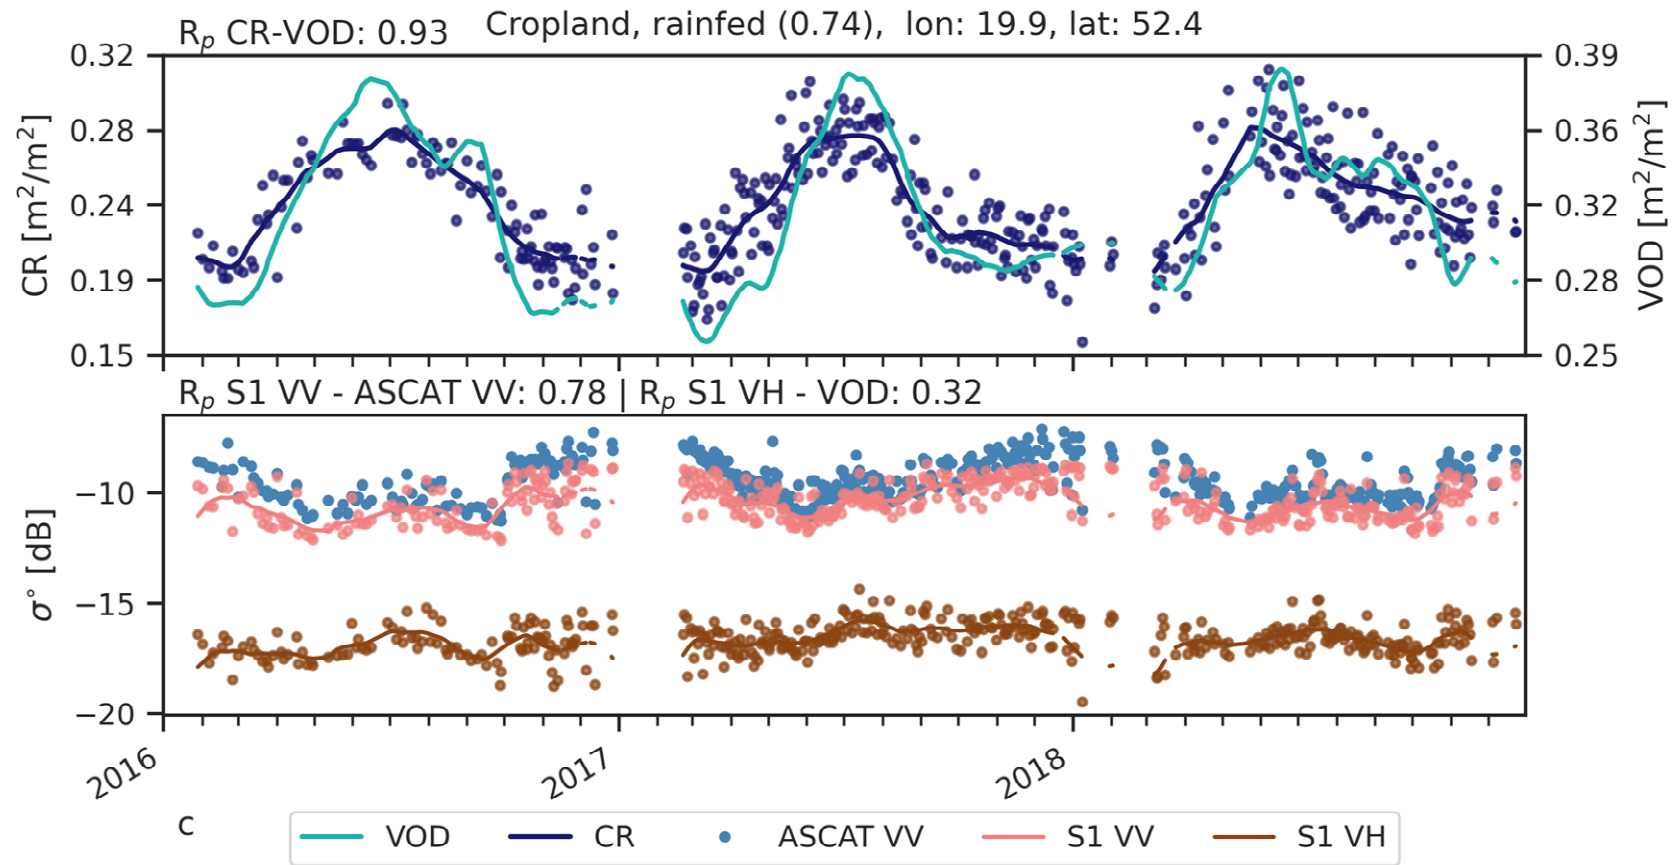 R_p CR-VOD: 0.93 Cropland, rainfed (0.74), lon: 19.9, lat: 52.4
0.32
0.28
0.24
0.19
0.15
CR [m²/m²]
0.39
0.36
0.32
0.28
0.25
VOD [m²/m²]
R_p S1 VV - ASCAT VV: 0.78 | R_p S1 VH - VOD: 0.32
−10
−15
−20
σ° [dB]
2016 2017 2018
c
VOD CR ASCAT VV S1 VV S1 VH